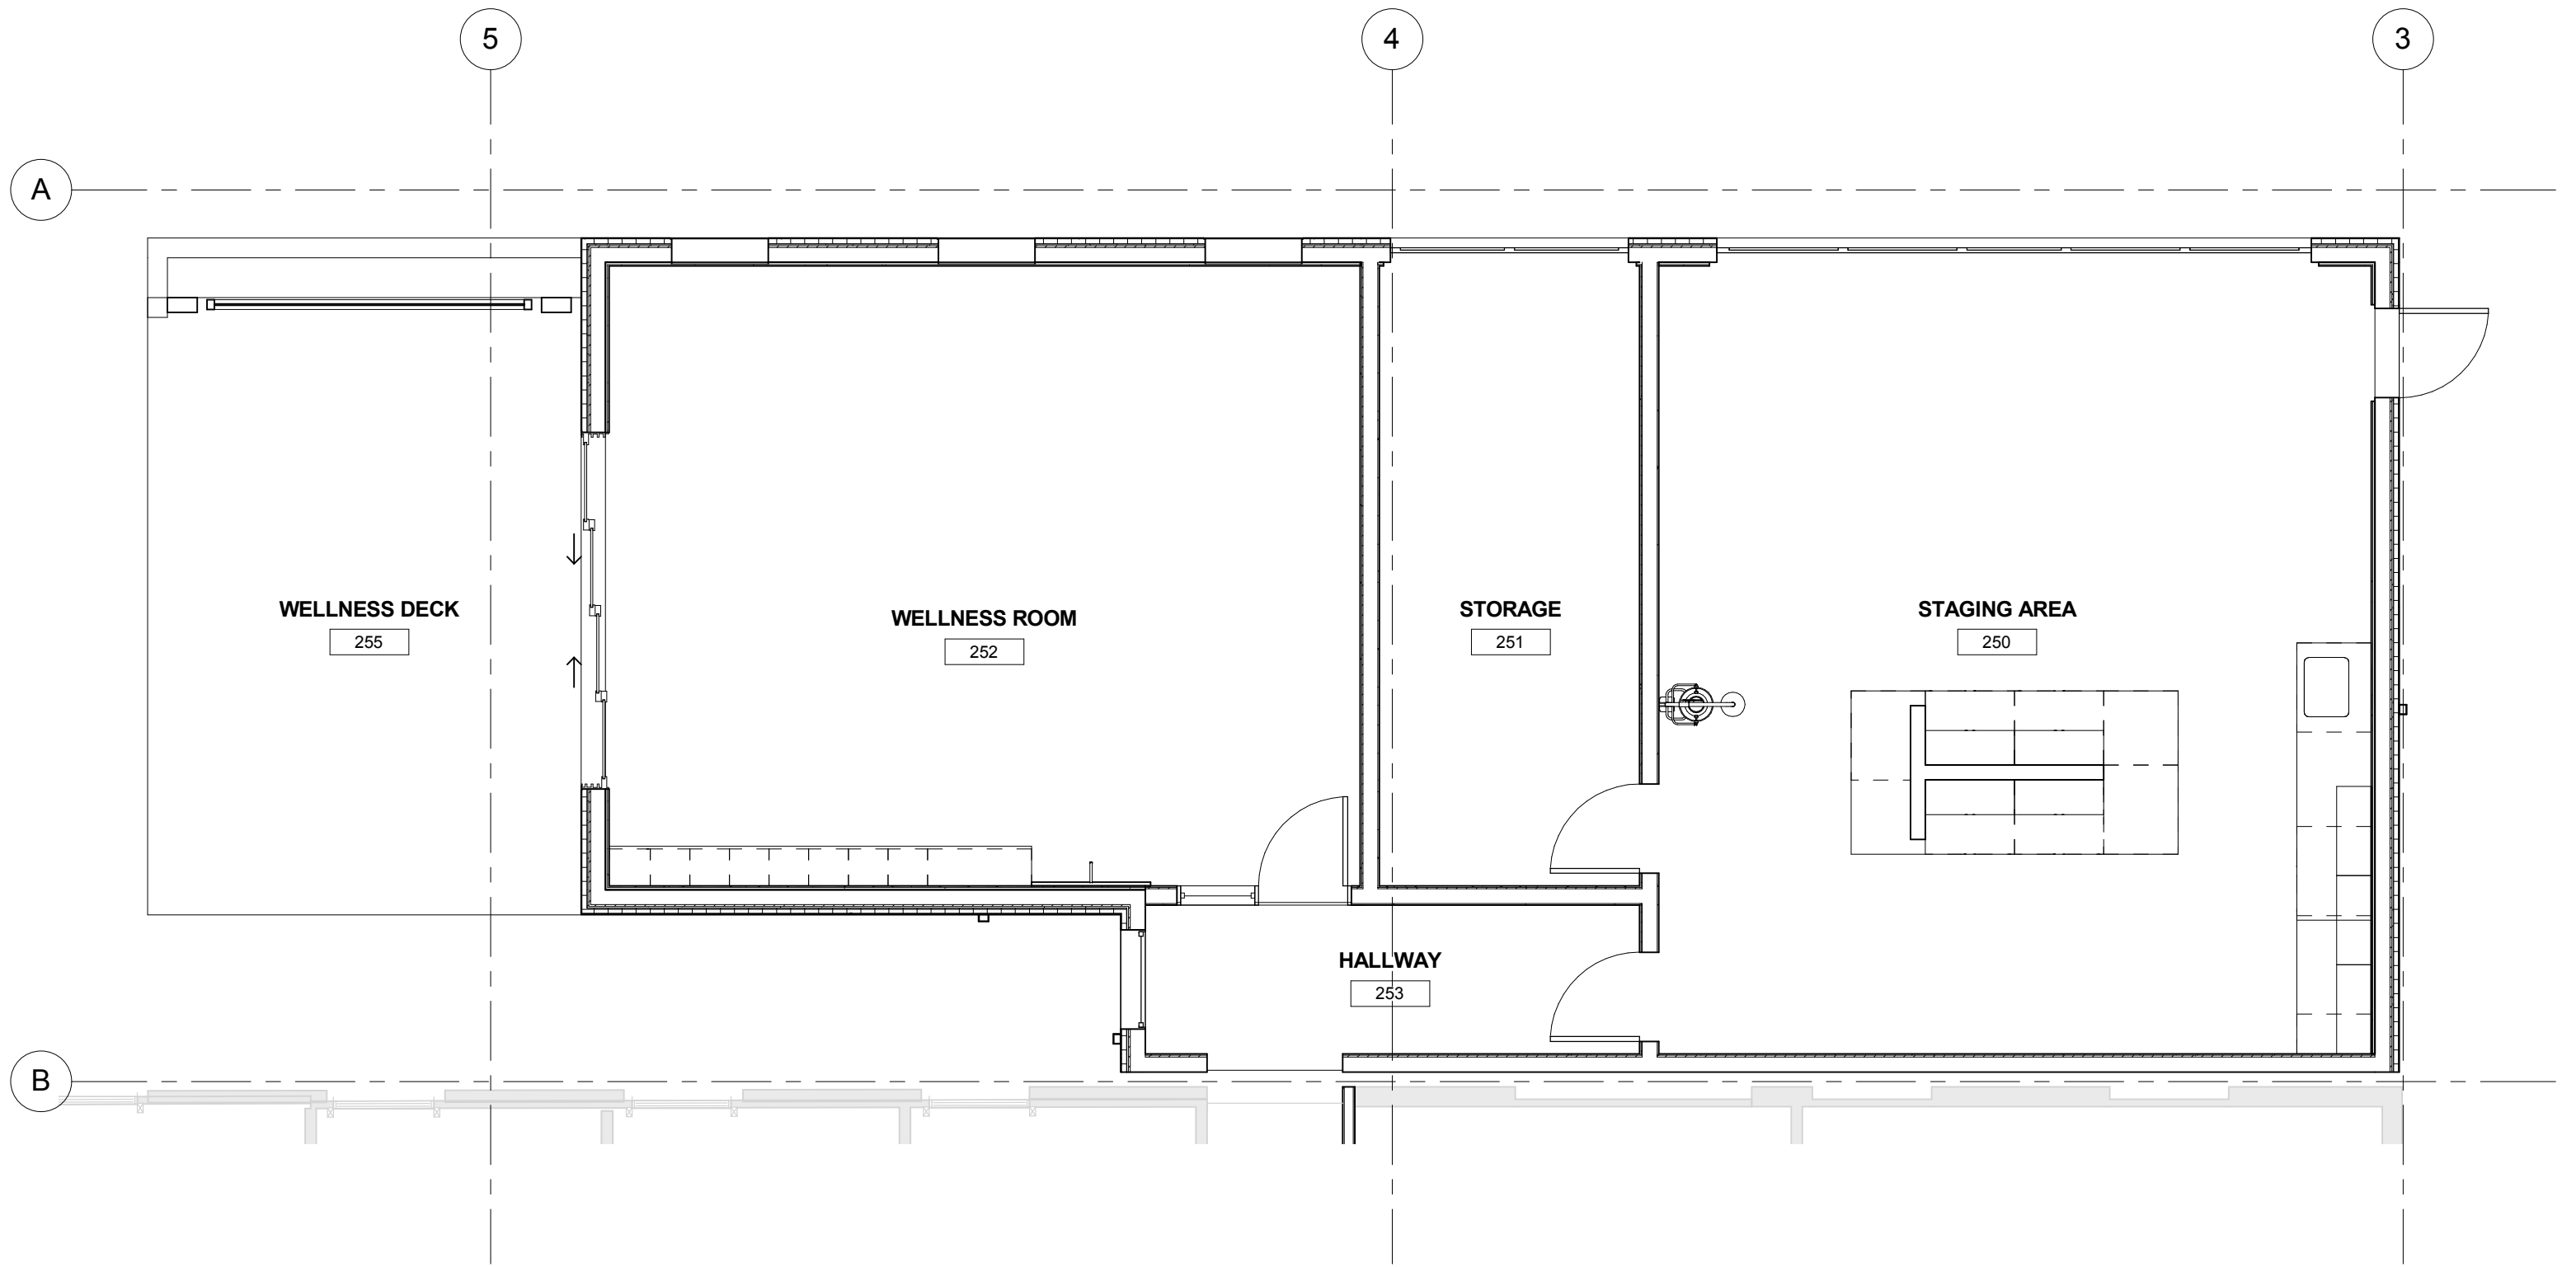 5
4
3
A
WELLNESS DECK
255
WELLNESS ROOM
252
STORAGE
251
STAGING AREA
250
HALLWAY
253
B